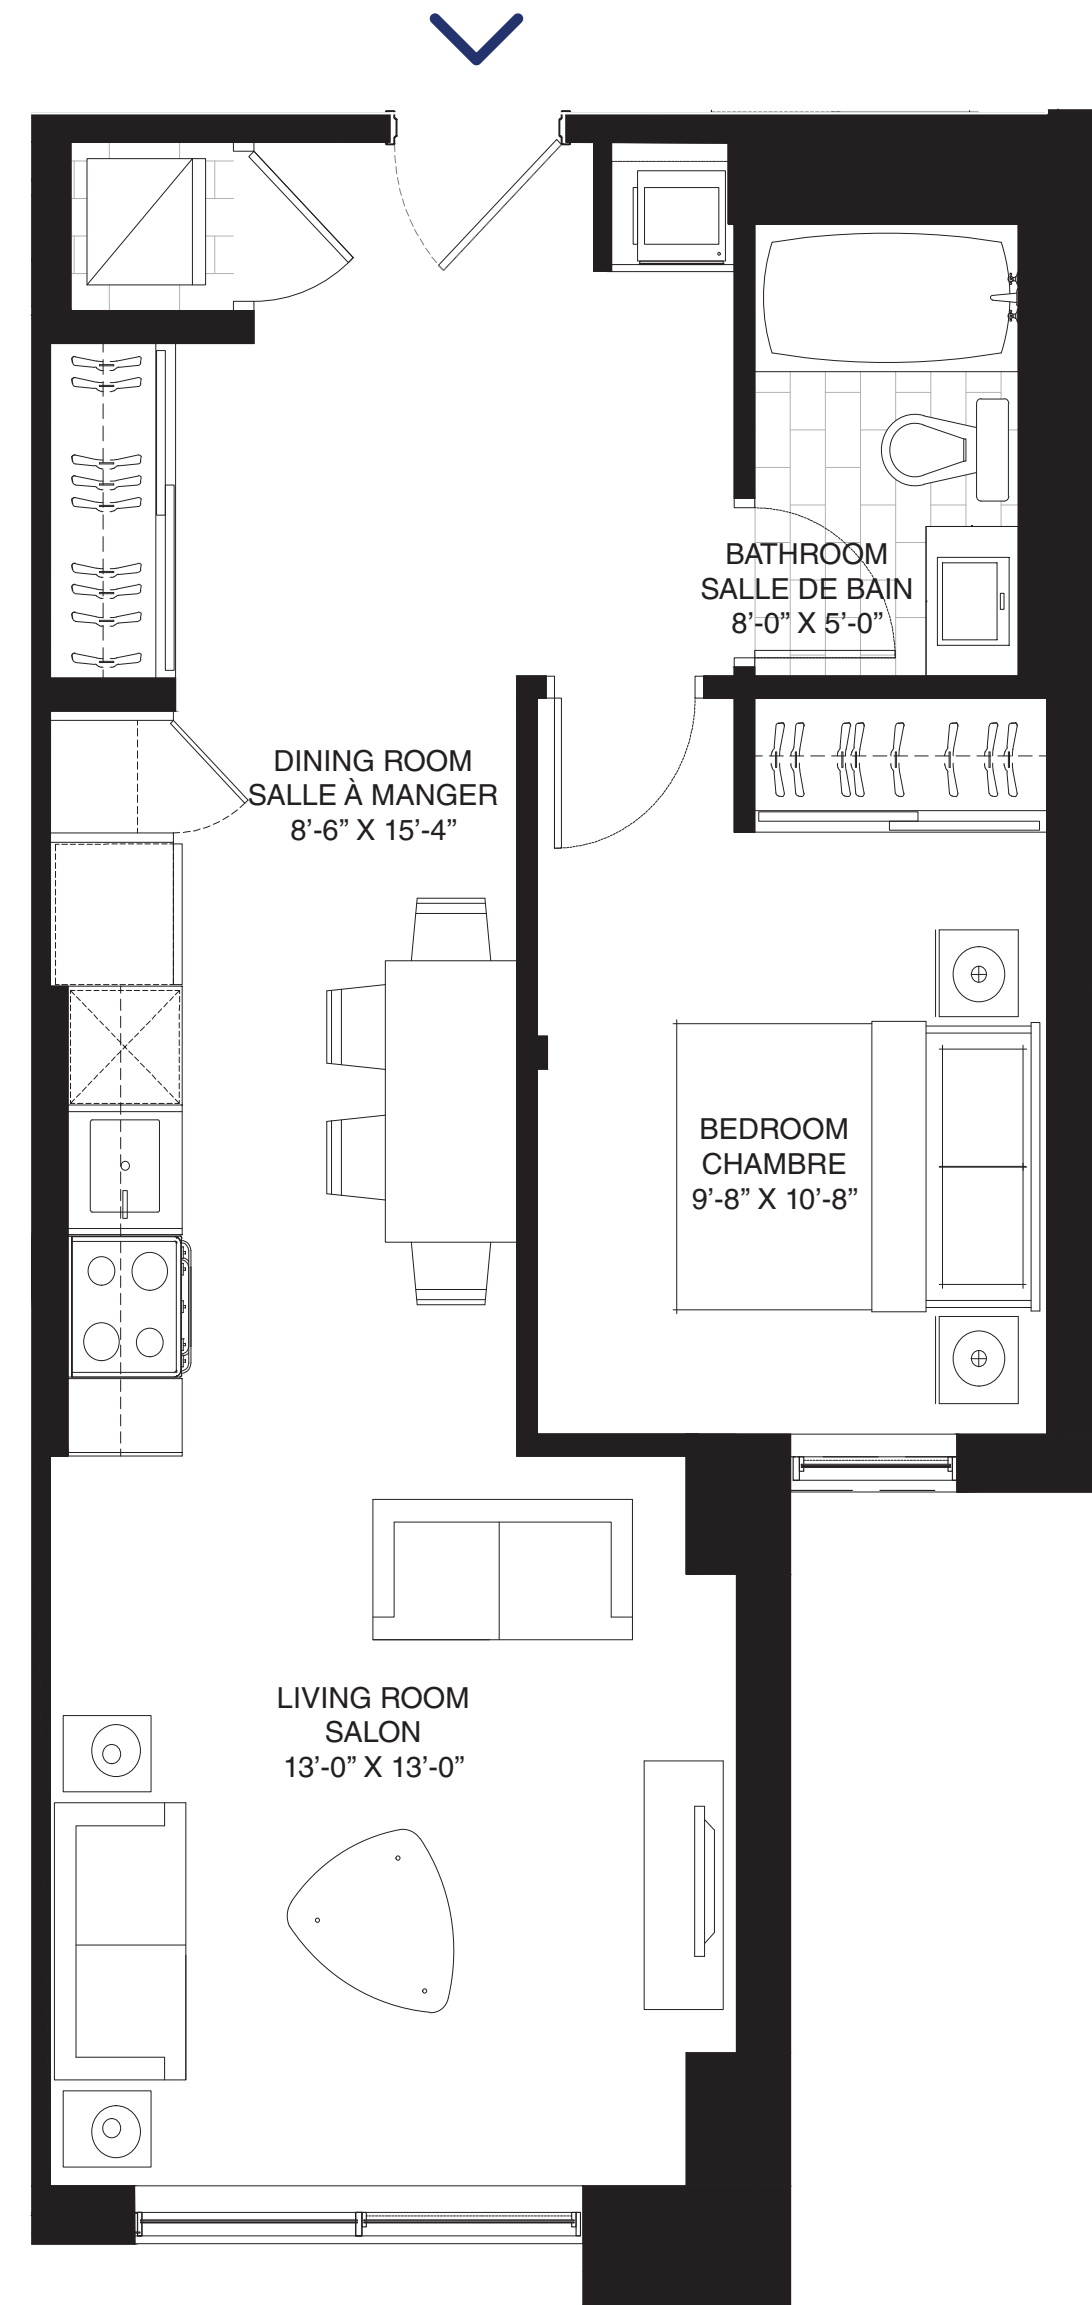 BATHROOM
SALLE DE BAIN
8’-0” X 5’-0”
DINING ROOM
SALLE À MANGER
8’-6” X 15’-4”
BEDROOM
CHAMBRE
9’-8” X 10’-8”
LIVING ROOM
SALON
13’-0” X 13’-0”